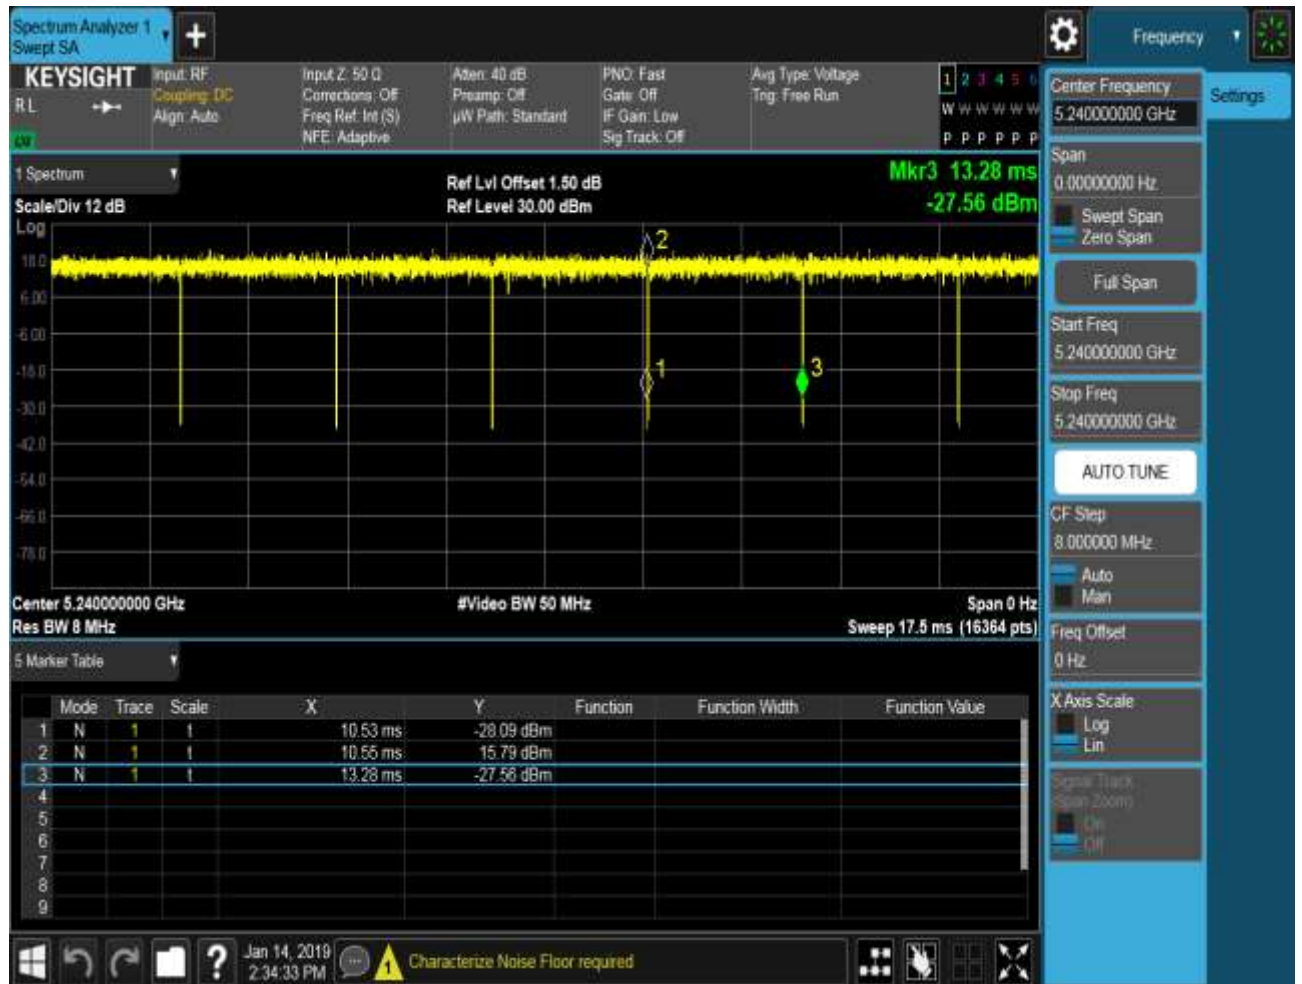 Spectrum Analyzer 1
Swept SA
Frequency
KEYSIGHT
R L
Input: RF
Coupling: DC
Align: Auto
Input Z: 50 Ω
Corrections: Off
Freq Ref: Int (S)
NFE: Adaptive
Atten: 40 dB
Preamp: Off
µW Path: Standard
PNO: Fast
Gate: Off
IF Gain: Low
Sig Track: Off
Avg Type: Voltage
Trig: Free Run
1 2 3 4 5 6
W W W W W W
P P P P P P
1 Spectrum
Scale/Div 12 dB
Log
Ref Lvl Offset 1.50 dB
Ref Level 30.00 dBm
Mkr3 13.28 ms
-27.56 dBm
18.0
6.00
-6.00
-18.0
-30.0
-42.0
-54.0
-66.0
-78.0
2
1
3
Center 5.240000000 GHz
#Video BW 50 MHz
Span 0 Hz
Res BW 8 MHz
Sweep 17.5 ms (16364 pts)
5 Marker Table
Mode Trace Scale X Y Function Function Width Function Value
1 N 1 t 10.53 ms -28.09 dBm
2 N 1 t 10.55 ms 15.79 dBm
3 N 1 t 13.28 ms -27.56 dBm
4
5
6
7
8
9
Jan 14, 2019
2:34:33 PM
?
1
Characterize Noise Floor required
Center Frequency
5.240000000 GHz
Settings
Span
0.00000000 Hz
Swept Span
Zero Span
Full Span
Start Freq
5.240000000 GHz
Stop Freq
5.240000000 GHz
AUTO TUNE
CF Step
8.000000 MHz
Auto
Man
Freq Offset
0 Hz
X Axis Scale
Log
Lin
Signal Track
(Span Zoom)
On
Off